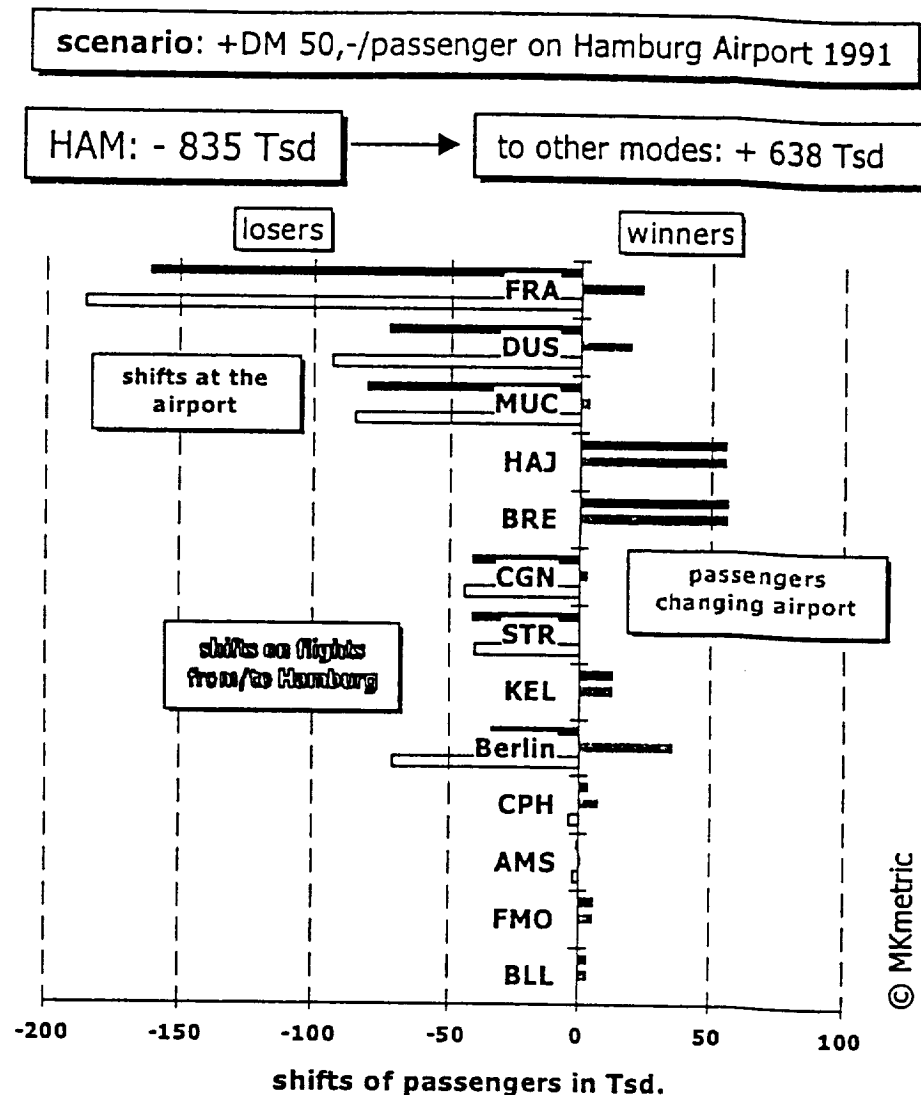 scenario: +DM 50,-/passenger on Hamburg Airport 1991
HAM: - 835 Tsd
to other modes: + 638 Tsd
losers
winners
FRA
DUS
shifts at the
airport
MUC
HAJ
BRE
CGN
passengers
changing airport
STR
shifts on flights
from/to Hamburg
KEL
Berlin
CPH
AMS
FMO
BLL
© MKmetric
-200
-150
-100
-50
0
50
100
shifts of passengers in Tsd.